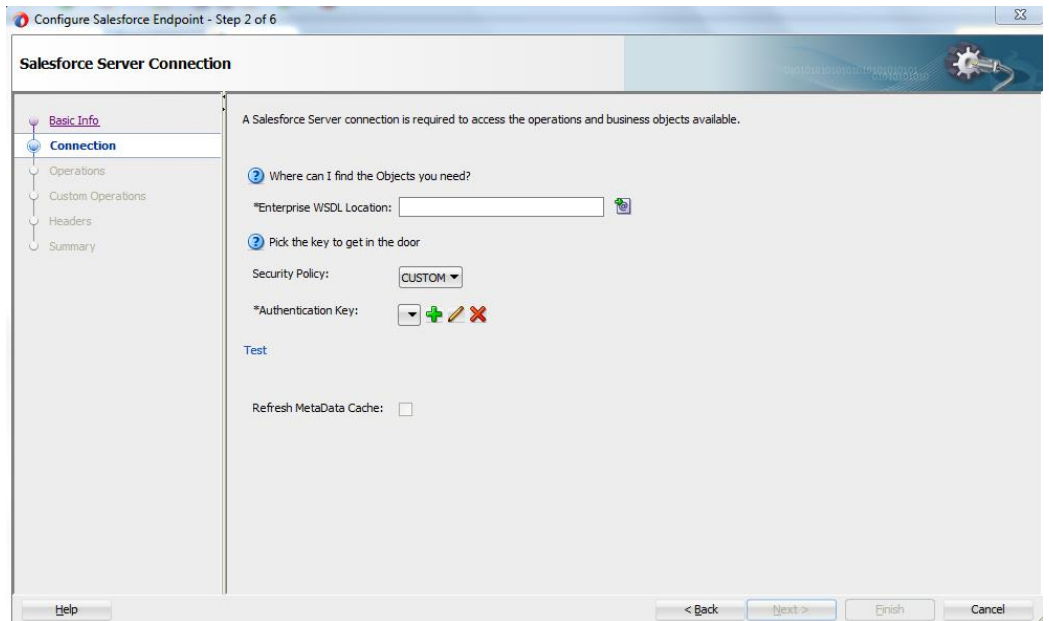 Configure Salesforce Endpoint - Step 2 of 6
Salesforce Server Connection
Basic Info
Connection
Operations
Custom Operations
Headers
Summary
A Salesforce Server connection is required to access the operations and business objects available.
Where can I find the Objects you need?
*Enterprise WSDL Location:
Pick the key to get in the door
Security Policy: CUSTOM
*Authentication Key:
Test
Refresh MetaData Cache:
Help < Back Next > Finish Cancel